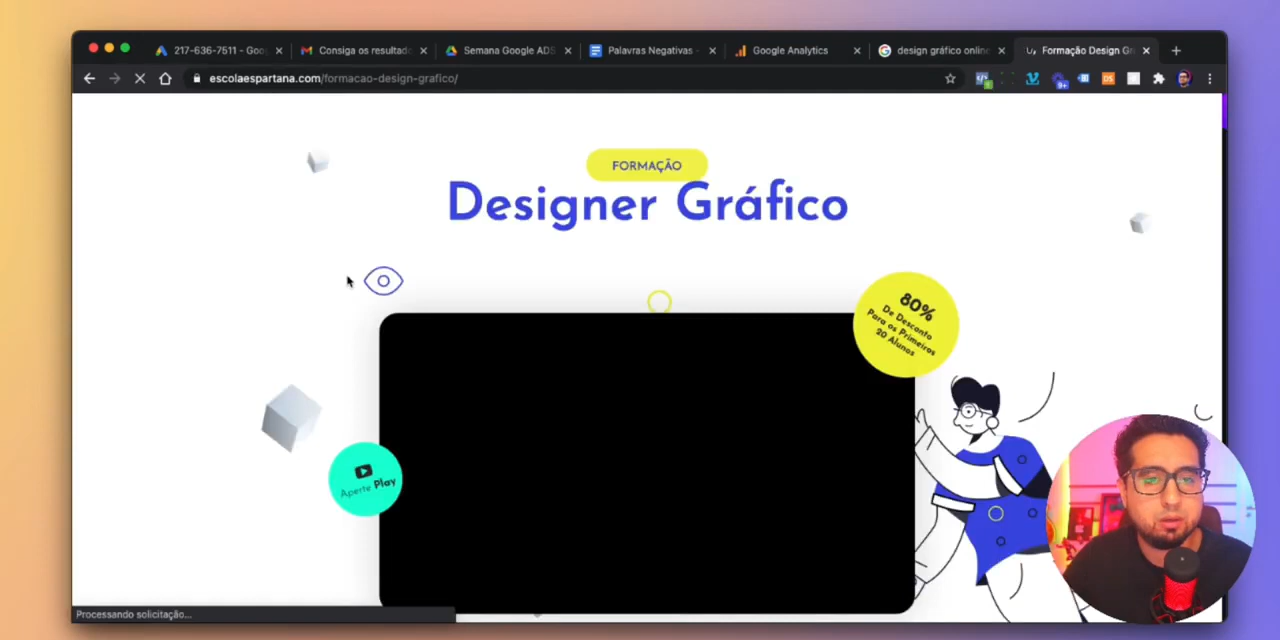 217-636-7511 - Goo
Consiga os resultado
Semana Google ADS
Palavras Negativas -
Google Analytics
design gráfico online
Formação Design Gr
escolaespartana.com/formacao-design-grafico/
9+
DS
FORMAÇÃO
Designer Gráfico
80%
De Desconto
Para os Primeiros
20 Alunos
Aperte Play
Processando solicitação...